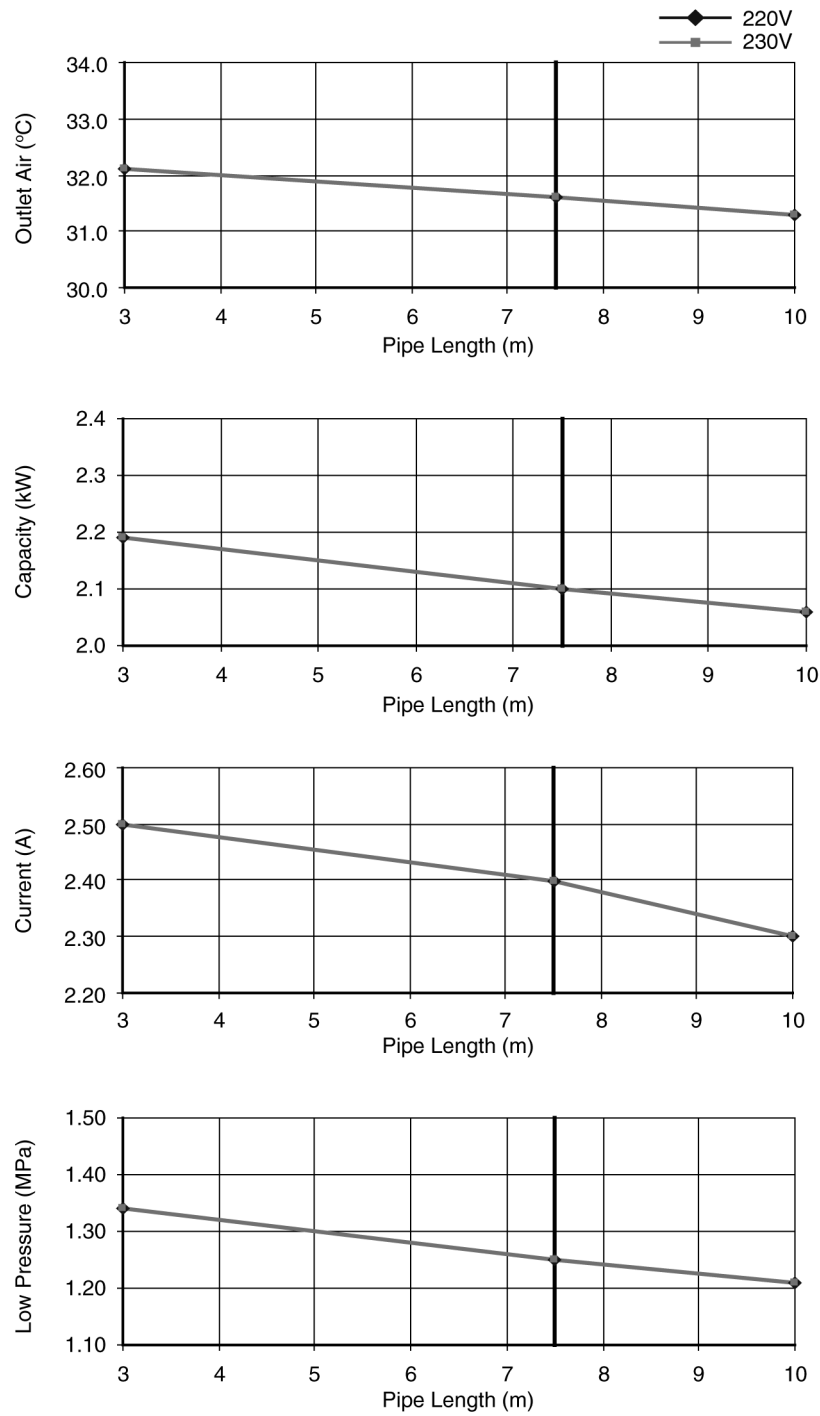 220V
230V
34.0
33.0
32.0
31.0
30.0
Outlet Air (°C)
3 4 5 6 7 8 9 10
Pipe Length (m)
2.4
2.3
2.2
2.1
2.0
Capacity (kW)
3 4 5 6 7 8 9 10
Pipe Length (m)
2.60
2.50
2.40
2.30
2.20
Current (A)
3 4 5 6 7 8 9 10
Pipe Length (m)
1.50
1.40
1.30
1.20
1.10
Low Pressure (MPa)
3 4 5 6 7 8 9 10
Pipe Length (m)